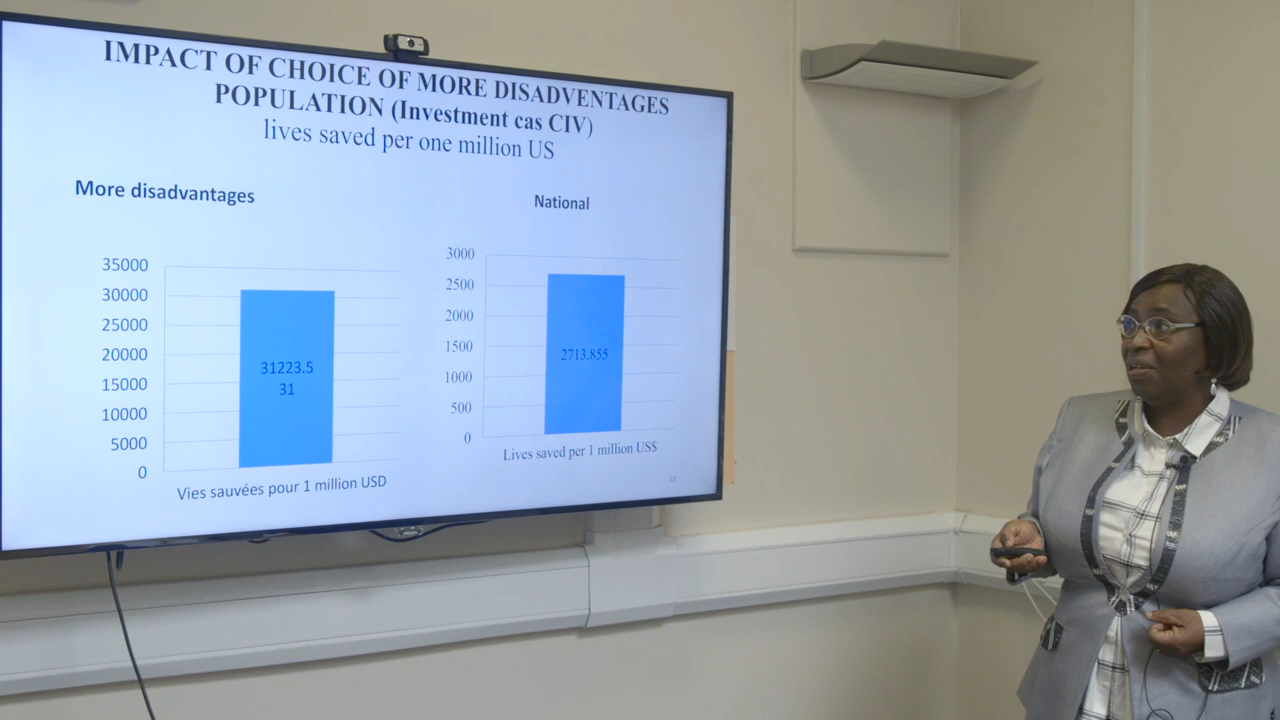 IMPACT OF CHOICE OF MORE DISADVENTAGES
POPULATION (Investment cas CIV)
lives saved per one million US
More disadvantages
35000
30000
25000
20000
15000
10000
5000
0
31223.5
31
Vies sauvées pour 1 million USD
National
3000
2500
2000
1500
1000
500
0
2713.855
Lives saved per 1 million US$